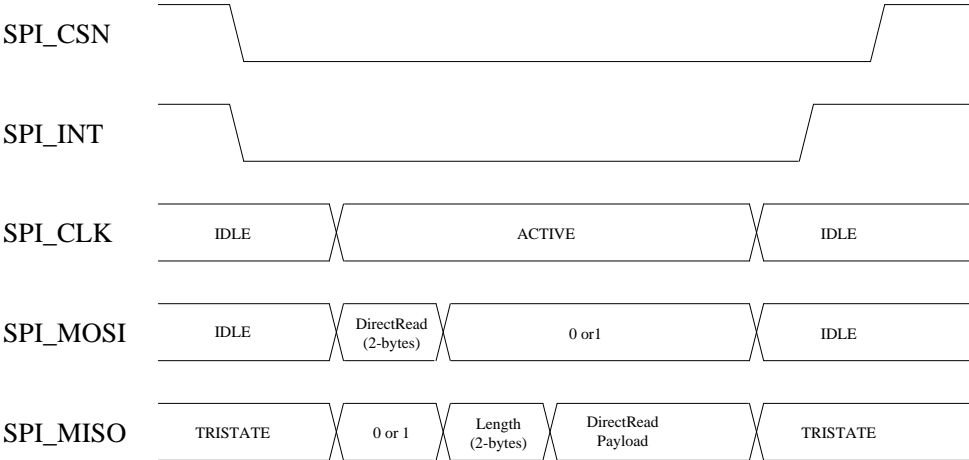 SPI_CSN
SPI_INT
SPI_CLK IDLE ACTIVE IDLE
SPI_MOSI IDLE DirectRead 0 or1 IDLE
(2-bytes)
SPI_MISO TRISTATE 0 or 1 Length DirectRead TRISTATE
(2-bytes) Payload